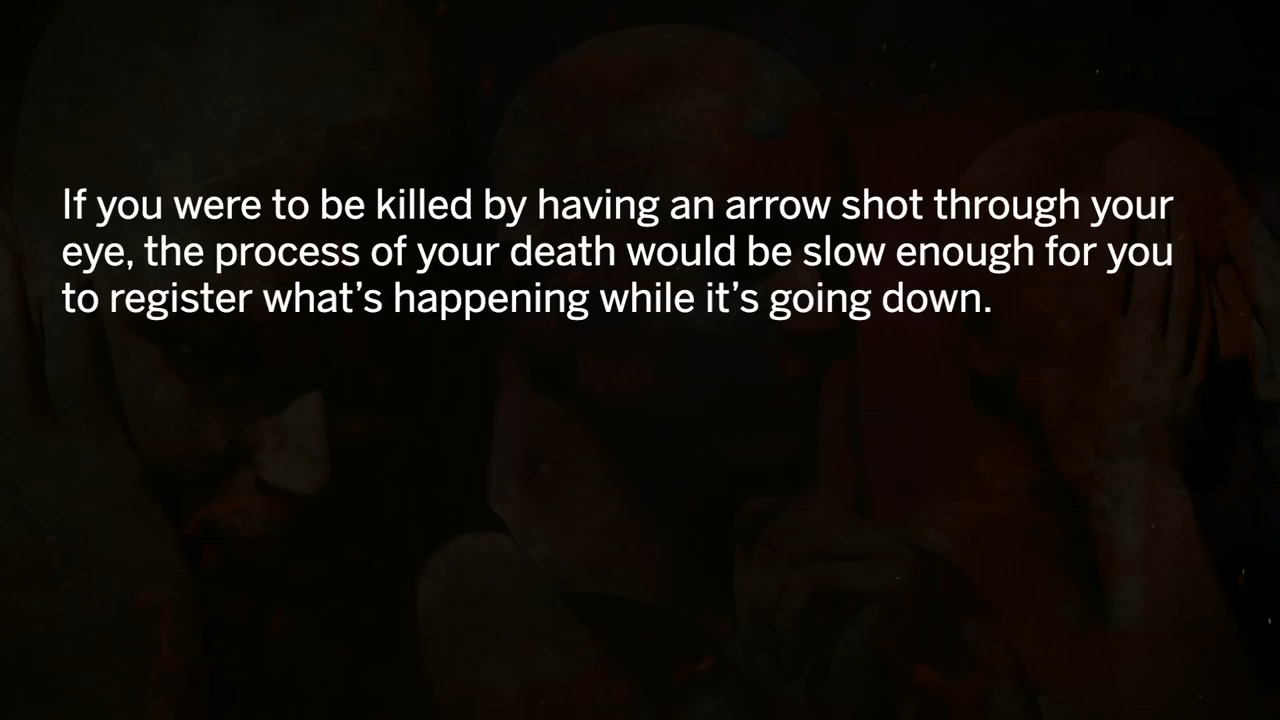 If you were to be killed by having an arrow shot through your
eye, the process of your death would be slow enough for you
to register what’s happening while it’s going down.